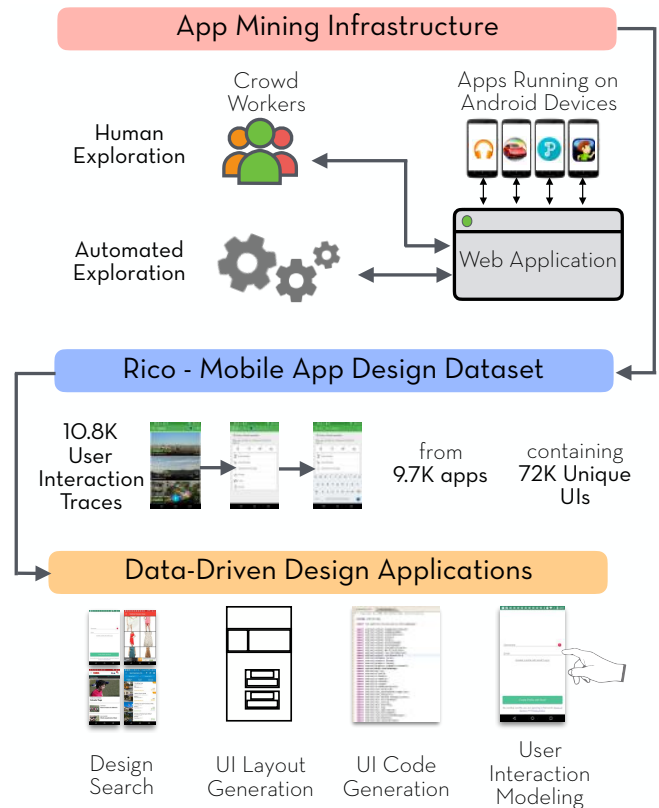 App Mining Infrastructure
Crowd
Workers
Apps Running on
Android Devices
Human
Exploration
Automated
Exploration
Web Application
Rico - Mobile App Design Dataset
10.8K
User
Interaction
Traces
from
9.7K apps
containing
72K Unique
UIs
Data-Driven Design Applications
Design
Search
UI Layout
Generation
UI Code
Generation
User
Interaction
Modeling